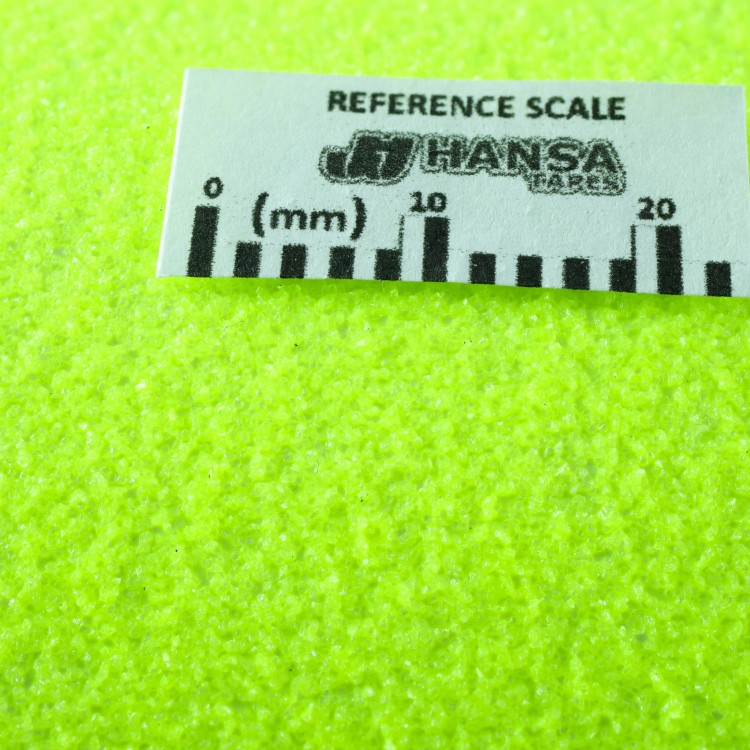 REFERENCE SCALE
HANSA
TAPES
0 (mm) 10 20